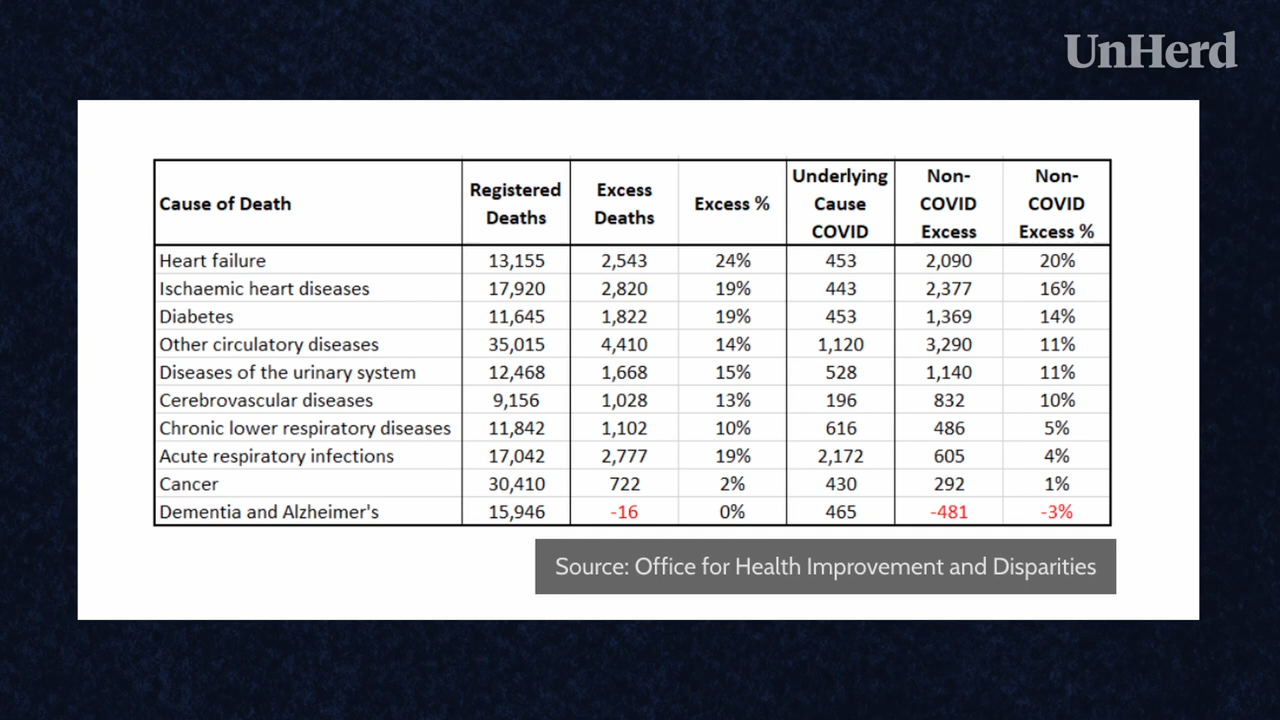 UnHerd
Cause of Death Registered Deaths Excess Deaths Excess % Underlying Cause COVID Non-COVID Excess Non-COVID Excess %
Heart failure 13,155 2,543 24% 453 2,090 20%
Ischaemic heart diseases 17,920 2,820 19% 443 2,377 16%
Diabetes 11,645 1,822 19% 453 1,369 14%
Other circulatory diseases 35,015 4,410 14% 1,120 3,290 11%
Diseases of the urinary system 12,468 1,668 15% 528 1,140 11%
Cerebrovascular diseases 9,156 1,028 13% 196 832 10%
Chronic lower respiratory diseases 11,842 1,102 10% 616 486 5%
Acute respiratory infections 17,042 2,777 19% 2,172 605 4%
Cancer 30,410 722 2% 430 292 1%
Dementia and Alzheimer's 15,946 -16 0% 465 -481 -3%
Source: Office for Health Improvement and Disparities